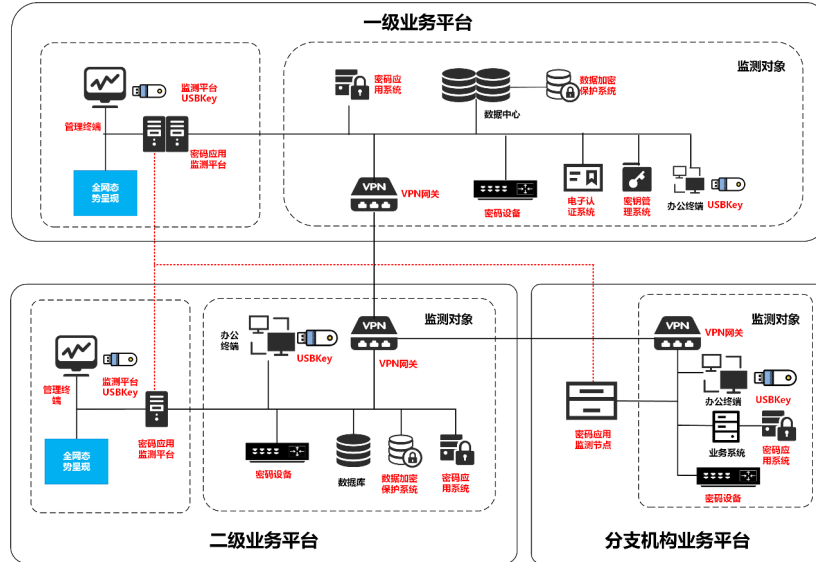 一级业务平台
监测对象
监测平台
USBKey
管理终端
密码应用
监测平台
全网态
势呈现
密码应
用系统
数据中心
数据加密
保护系统
VPN
VPN网关
密码设备
电子认
证系统
密钥管
理系统
办公终端
USBKey
监测对象
监测平台
USBKey
管理终
端
密码应用
监测平台
全网态
势呈现
办公
终端
USBKey
VPN
VPN网关
密码设备
数据库
数据加密
保护系统
密码应
用系统
二级业务平台
监测对象
VPN
VPN网关
办公终端
USBKey
密码应用
监测节点
业务系统
密码应
用系统
密码设备
分支机构业务平台